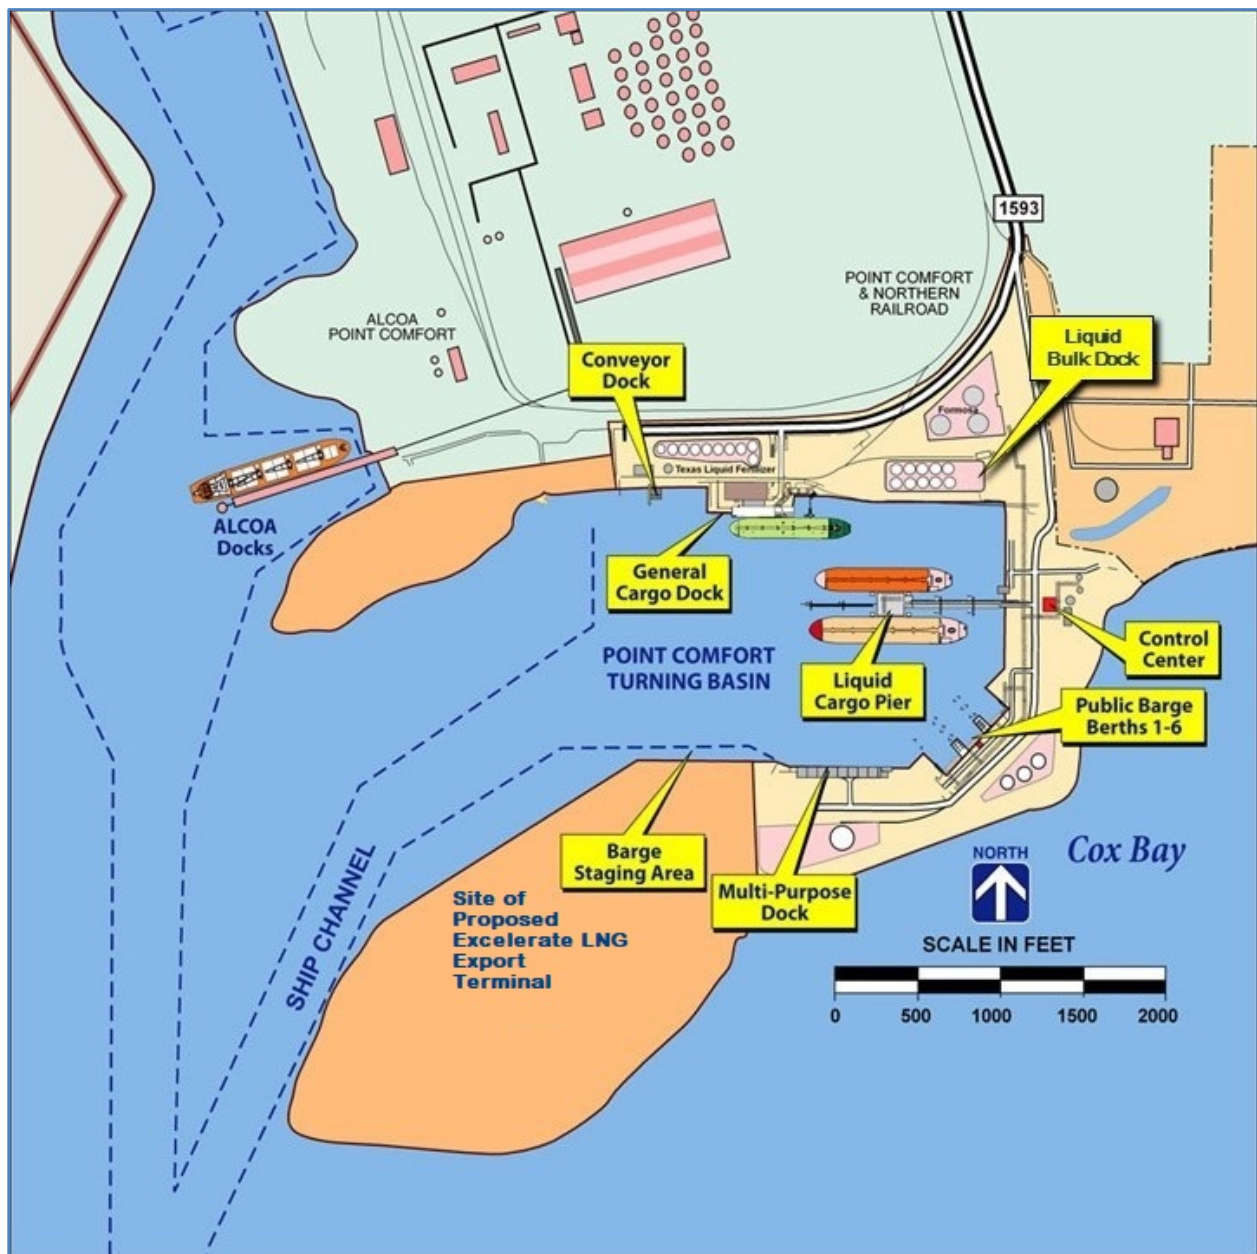 1593
POINT COMFORT
& NORTHERN
RAILROAD
ALCOA
POINT COMFORT
Liquid
Bulk Dock
Conveyor
Dock
Formosa
Texas Liquid Fertilizer
ALCOA
Docks
General
Cargo Dock
Control
Center
POINT COMFORT
TURNING BASIN
Liquid
Cargo Pier
Public Barge
Berths 1-6
Barge
Staging Area
Multi-Purpose
Dock
Cox Bay
NORTH
SHIP CHANNEL
Site of
Proposed
Excelerate LNG
Export
Terminal
SCALE IN FEET
0 500 1000 1500 2000